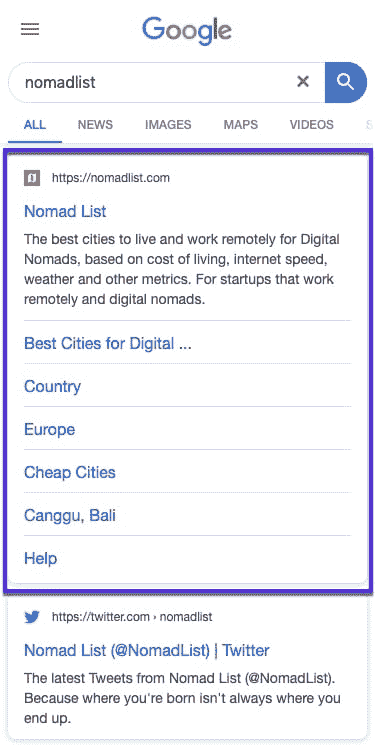 Google
nomadlist
ALL NEWS IMAGES MAPS VIDEOS
https://nomadlist.com
Nomad List
The best cities to live and work remotely for Digital
Nomads, based on cost of living, internet speed,
weather and other metrics. For startups that work
remotely and digital nomads.
Best Cities for Digital ...
Country
Europe
Cheap Cities
Canggu, Bali
Help
https://twitter.com › nomadlist
Nomad List (@NomadList) | Twitter
The latest Tweets from Nomad List (@NomadList).
Because where you're born isn't always where you
end up.